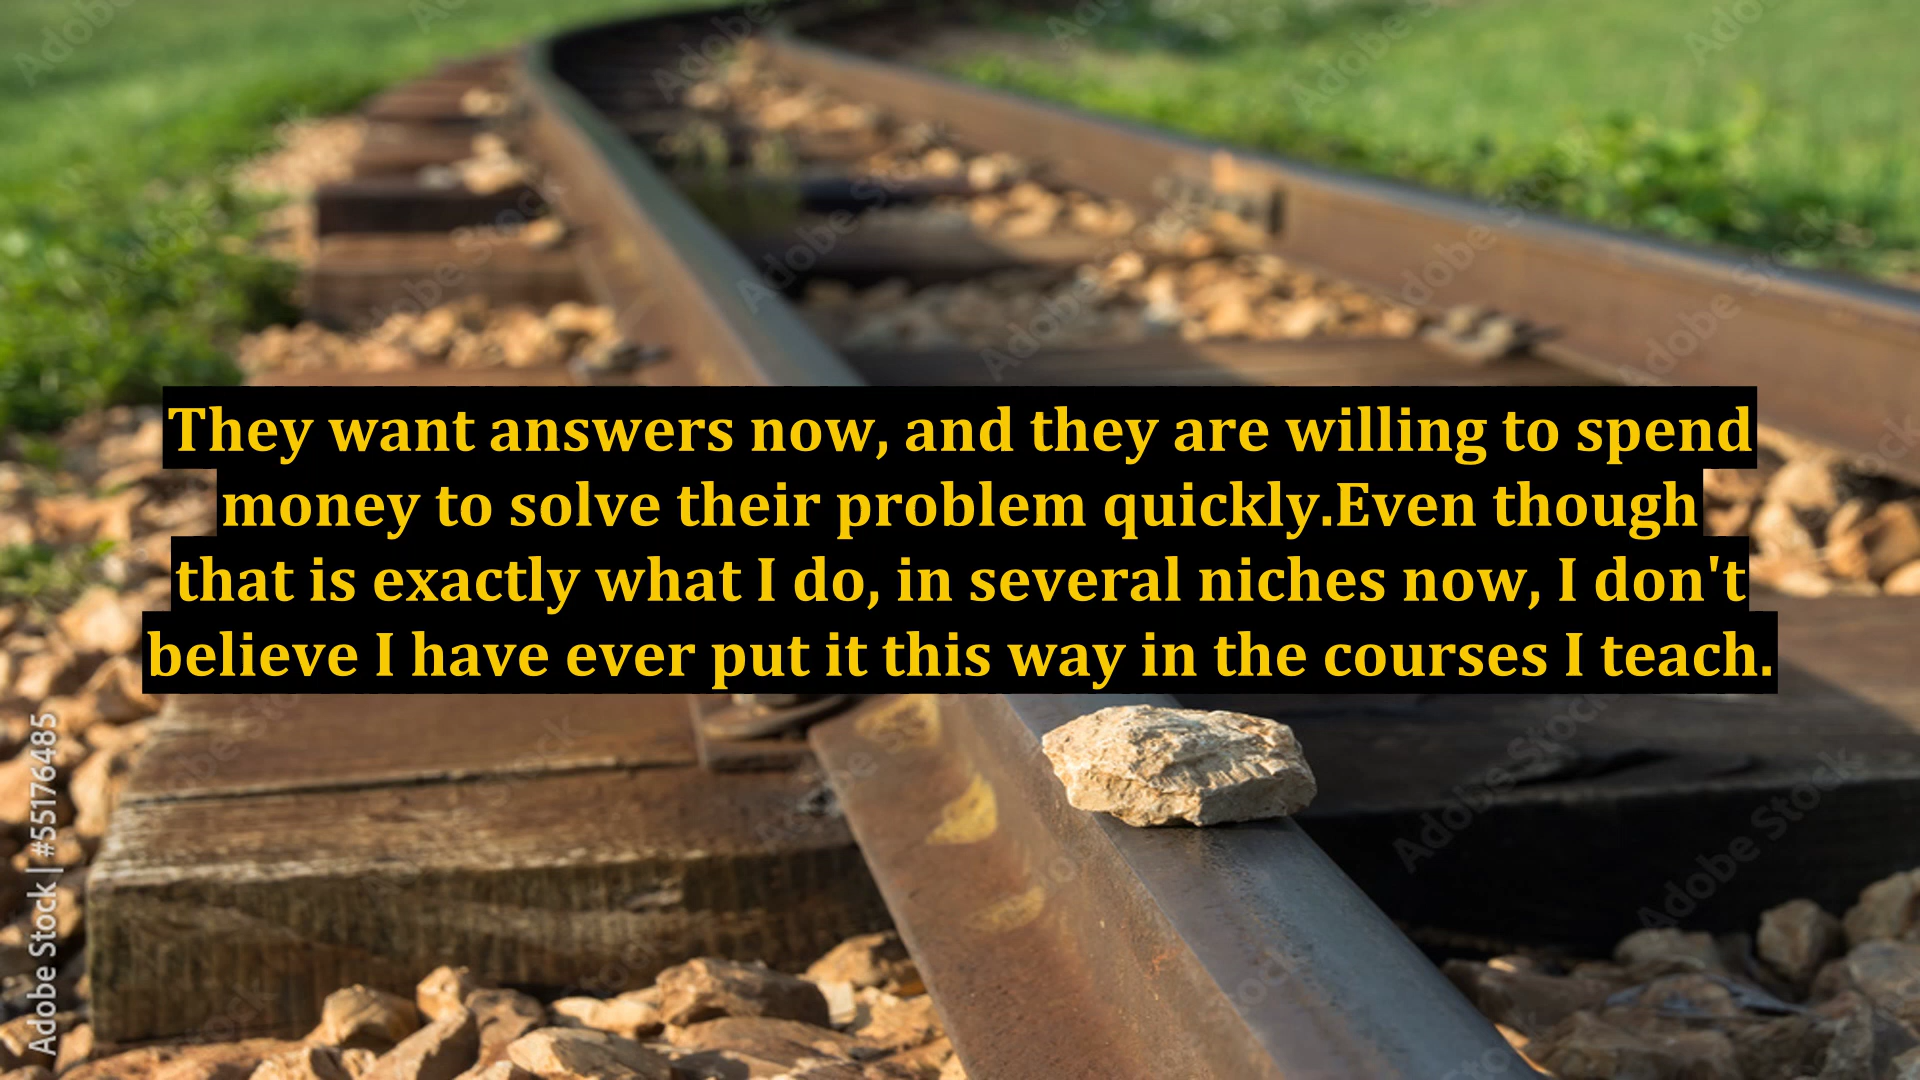 They want answers now, and they are willing to spend
money to solve their problem quickly.Even though
that is exactly what I do, in several niches now, I don't
believe I have ever put it this way in the courses I teach.
Adobe Stock | #551776485